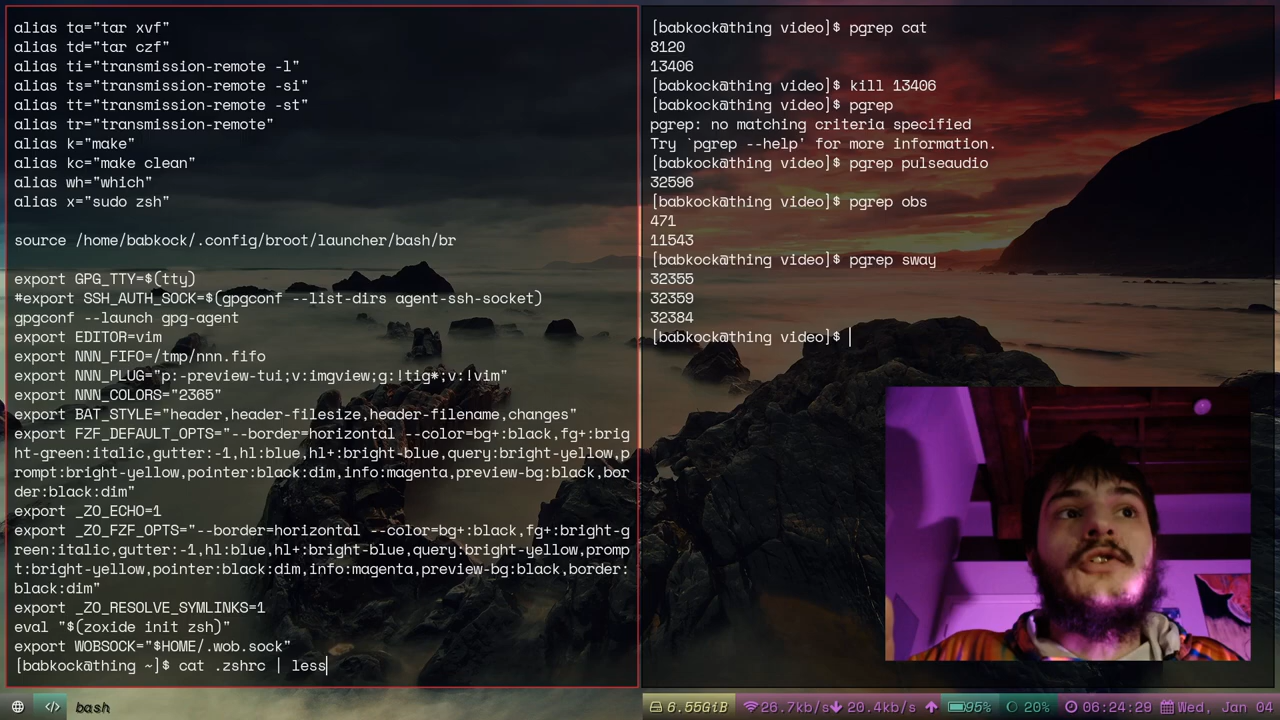 alias ta="tar xvf"
alias td="tar czf"
alias ti="transmission-remote -l"
alias ts="transmission-remote -si"
alias tt="transmission-remote -st"
alias tr="transmission-remote"
alias k="make"
alias kc="make clean"
alias wh="which"
alias x="sudo zsh"
source /home/babkock/.config/broot/launcher/bash/br
export GPG_TTY=$(tty)
#export SSH_AUTH_SOCK=$(gpgconf --list-dirs agent-ssh-socket)
gpgconf --launch gpg-agent
export EDITOR=vim
export NNN_FIFO=/tmp/nnn.fifo
export NNN_PLUG="p:-preview-tui;v:imgview;g:!tig*;v:!vim"
export NNN_COLORS="2365"
export BAT_STYLE="header,header-filesize,header-filename,changes"
export FZF_DEFAULT_OPTS="--border=horizontal --color=bg+:black,fg+:brig
ht-green:italic,gutter:-1,hl:blue,hl+:bright-blue,query:bright-yellow,p
rompt:bright-yellow,pointer:black:dim,info:magenta,preview-bg:black,bor
der:black:dim"
export _ZO_ECHO=1
export _ZO_FZF_OPTS="--border=horizontal --color=bg+:black,fg+:bright-g
reen:italic,gutter:-1,hl:blue,hl+:bright-blue,query:bright-yellow,promp
t:bright-yellow,pointer:black:dim,info:magenta,preview-bg:black,border:
black:dim"
export _ZO_RESOLVE_SYMLINKS=1
eval "$(zoxide init zsh)"
export WOBSOCK="$HOME/.wob.sock"
[babkock@thing ~]$ cat .zshrc | less
[babkock@thing video]$ pgrep cat
8120
13406
[babkock@thing video]$ kill 13406
[babkock@thing video]$ pgrep
pgrep: no matching criteria specified
Try `pgrep --help' for more information.
[babkock@thing video]$ pgrep pulseaudio
32596
[babkock@thing video]$ pgrep obs
471
11543
[babkock@thing video]$ pgrep sway
32355
32359
32384
[babkock@thing video]$
</> bash 6.55GiB 26.7kb/s 20.4kb/s 95% 20% 06:24:29 Wed, Jan 04